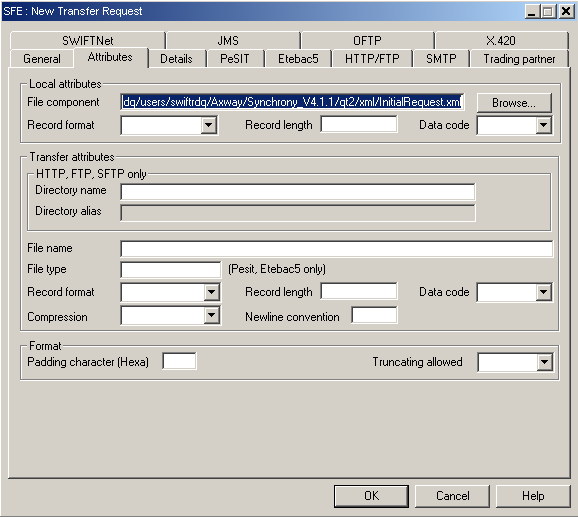 SFE : New Transfer Request
SWIFTNet JMS OFTP X.420
General Attributes Details PeSIT Etebac5 HTTP/FTP SMTP Trading partner
Local attributes
File component dq/users/swiftrdq/Axway/Synchrony_V4.1.1/qt2/xml/InitialRequest.xml Browse...
Record format Record length Data code
Transfer attributes
HTTP, FTP, SFTP only
Directory name
Directory alias
File name
File type (Pesit, Etebac5 only)
Record format Record length Data code
Compression Newline convention
Format
Padding character (Hexa) Truncating allowed
OK Cancel Help